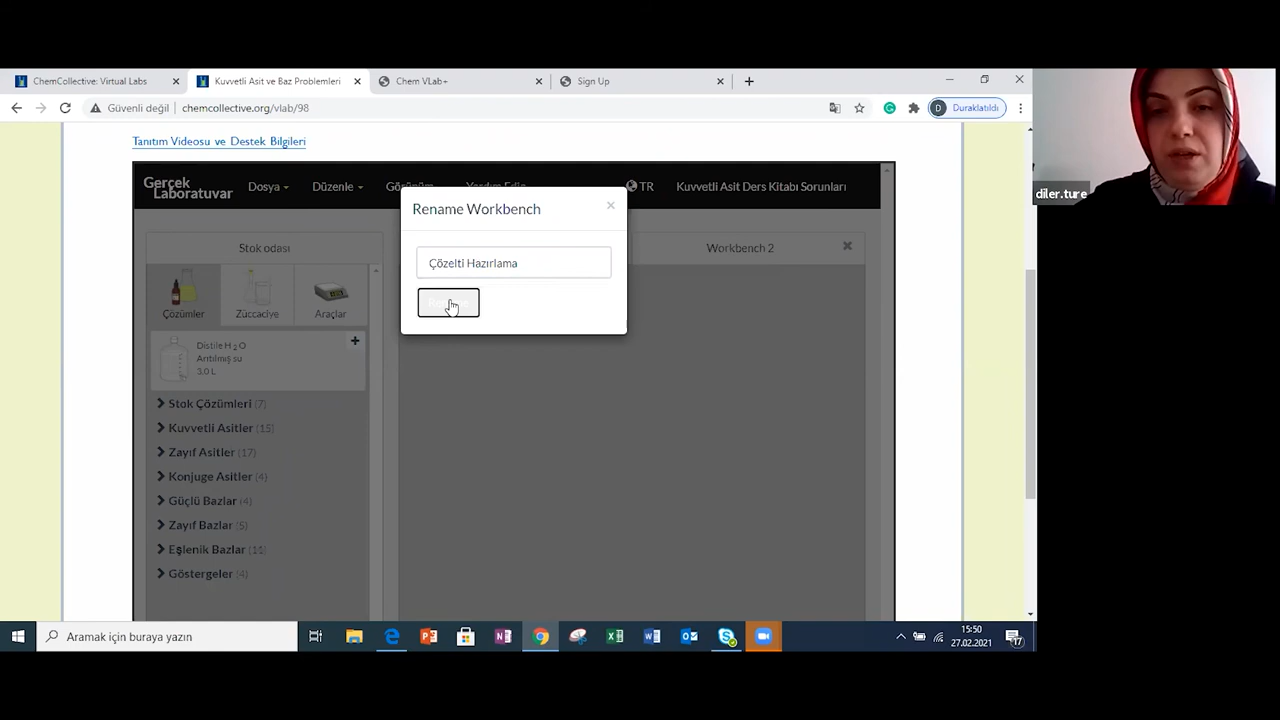 ChemCollective: Virtual Labs
Kuvvetli Asit ve Baz Problemleri
Chem VLab+
Sign Up
Güvenli değil
chemcollective.org/vlab/98
D
Duraklatıldı
Tanıtım Videosu ve Destek Bilgileri
Gerçek
Laboratuvar
Dosya
Düzenle
Görünüm
Yardım Edin
TR
Kuvvetli Asit Ders Kitabı Sorunları
Rename Workbench
Çözelti Hazırlama
Stok odası
Workbench 2
Çözümler
Züccaciye
Araçlar
Distile H₂O
Arıtılmış su
3.0 L
Stok Çözümleri (7)
Kuvvetli Asitler (15)
Zayıf Asitler (17)
Konjuge Asitler (4)
Güçlü Bazlar (4)
Zayıf Bazlar (5)
Eşlenik Bazlar (11)
Göstergeler (4)
diler.ture
Aramak için buraya yazın
15:50
27.02.2021
17